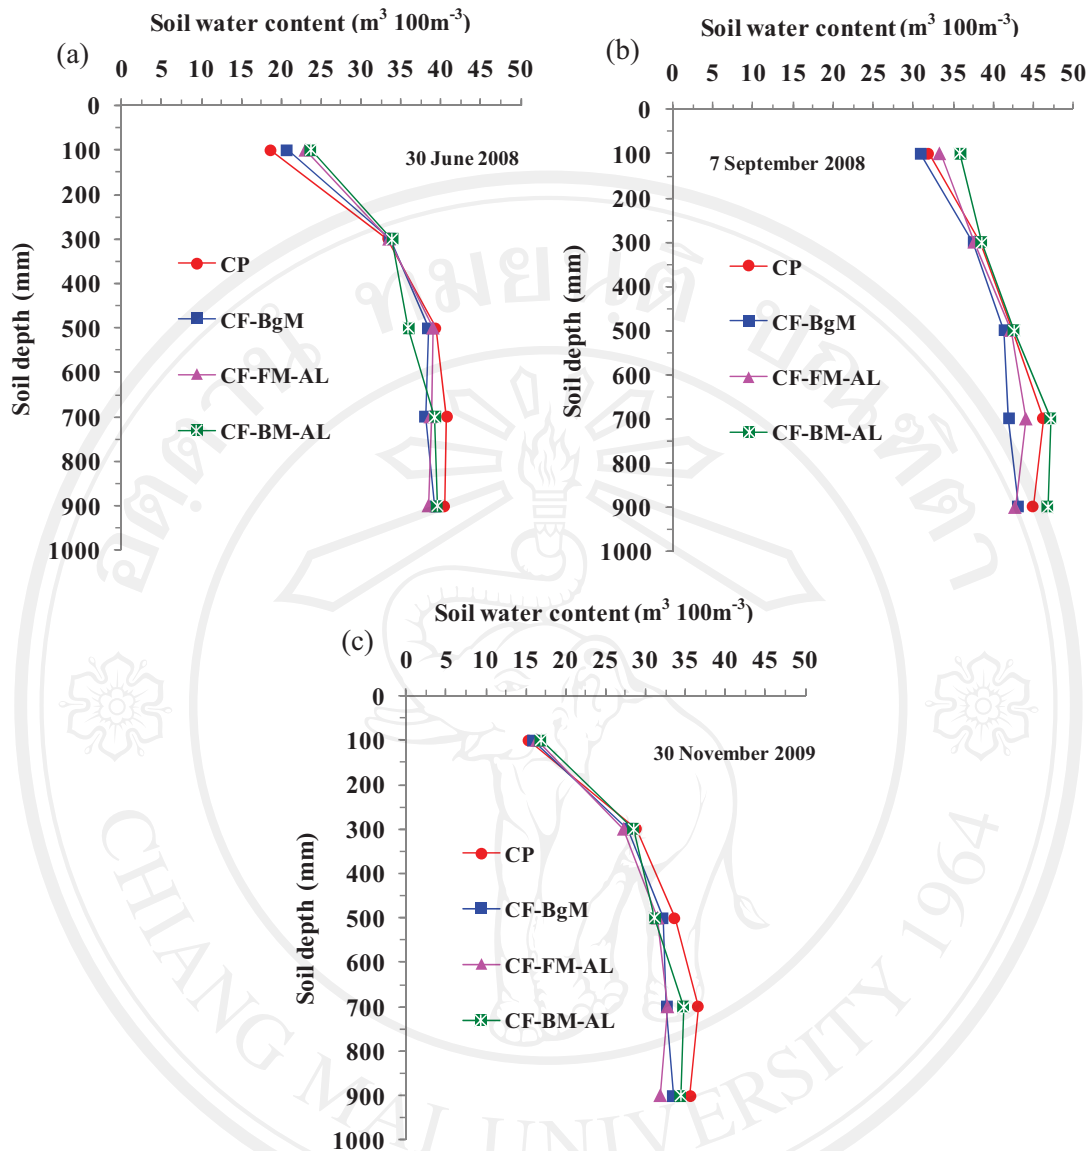 Soil water content (m³ 100m⁻³)
(a)
0 5 10 15 20 25 30 35 40 45 50
0
100
200
300
400
500
600
700
800
900
1000
Soil depth (mm)
30 June 2008
CP
CF-BgM
CF-FM-AL
CF-BM-AL
Soil water content (m³ 100m⁻³)
(b)
0 5 10 15 20 25 30 35 40 45 50
0
100
200
300
400
500
600
700
800
900
1000
Soil depth (mm)
7 September 2008
CP
CF-BgM
CF-FM-AL
CF-BM-AL
Soil water content (m³ 100m⁻³)
(c)
0 5 10 15 20 25 30 35 40 45 50
0
100
200
300
400
500
600
700
800
900
1000
Soil depth (mm)
30 November 2009
CP
CF-BgM
CF-FM-AL
CF-BM-AL
CHIANG MAI UNIVERSITY 1964